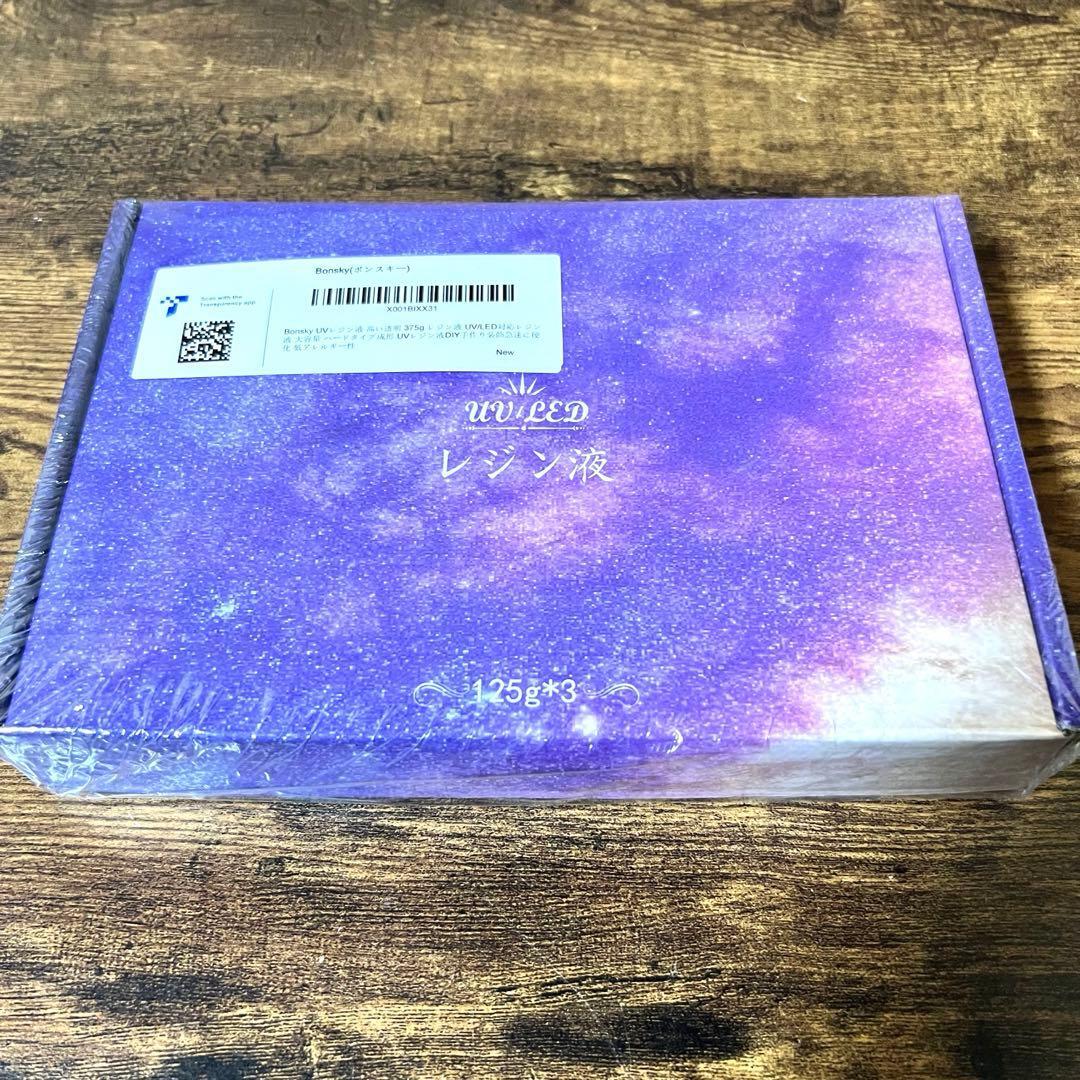 Bonsky(ボンスキー)
Scan with the
Transparency app
X001BIXX31
Bonsky UVレジン液 高い透明 375g レジン液 UV/LED対応レジン
液 大容量 ハードタイプ 成形 UVレジン液DIY手作り装飾急速に硬
化 低アレルギー性
New
UV/LED
レジン液
125g*3